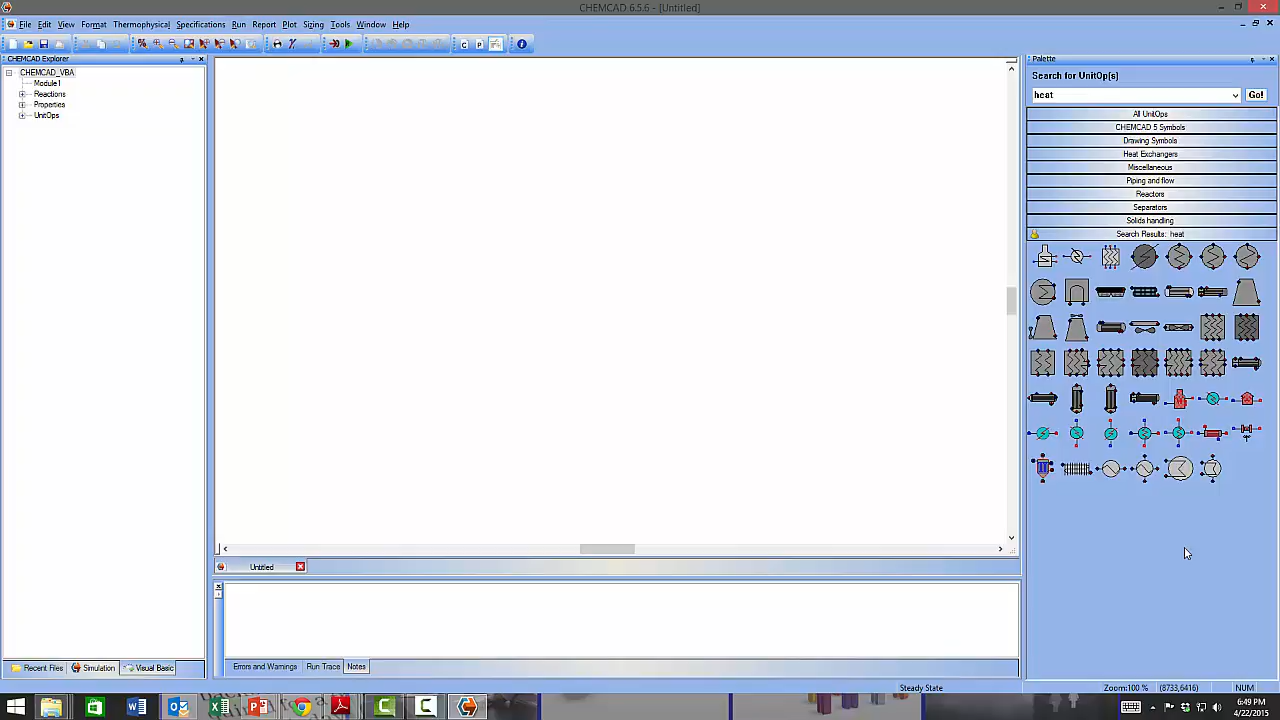 CHEMCAD 6.5.6 - [Untitled]
File Edit View Format Thermophysical Specifications Run Report Plot Sizing Tools Window Help
CHEMCAD Explorer
CHEMCAD_VBA
Module1
Reactions
Properties
UnitOps
Recent Files Simulation Visual Basic
Untitled
Errors and Warnings Run Trace Notes
Palette
Search for UnitOp(s)
heat Go!
All UnitOps
CHEMCAD 5 Symbols
Drawing Symbols
Heat Exchangers
Miscellaneous
Piping and flow
Reactors
Separators
Solids handling
Search Results: heat
Steady State Zoom:100 % (8733,6416) NUM
6:49 PM
4/22/2015